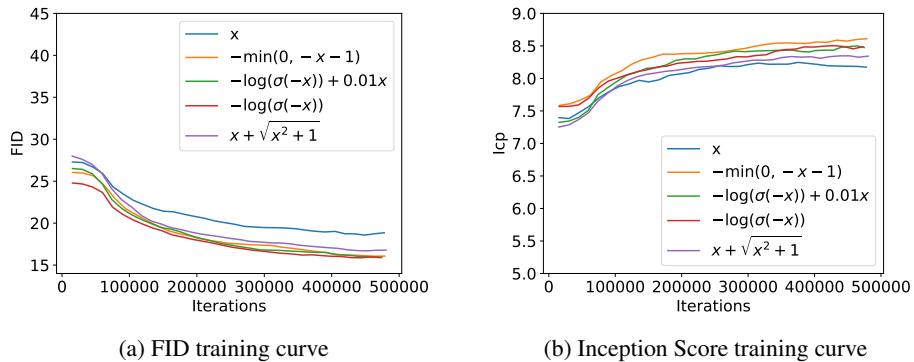 45
40
35
30
25
20
15
FID
0
100000
200000
300000
400000
500000
Iterations
x
−min(0, −x−1)
−log(σ(−x))+0.01x
−log(σ(−x))
x+√x²+1
(a) FID training curve
9.0
8.5
8.0
7.5
7.0
6.5
6.0
5.5
5.0
Icp
0
100000
200000
300000
400000
500000
Iterations
x
−min(0, −x−1)
−log(σ(−x))+0.01x
−log(σ(−x))
x+√x²+1
(b) Inception Score training curve